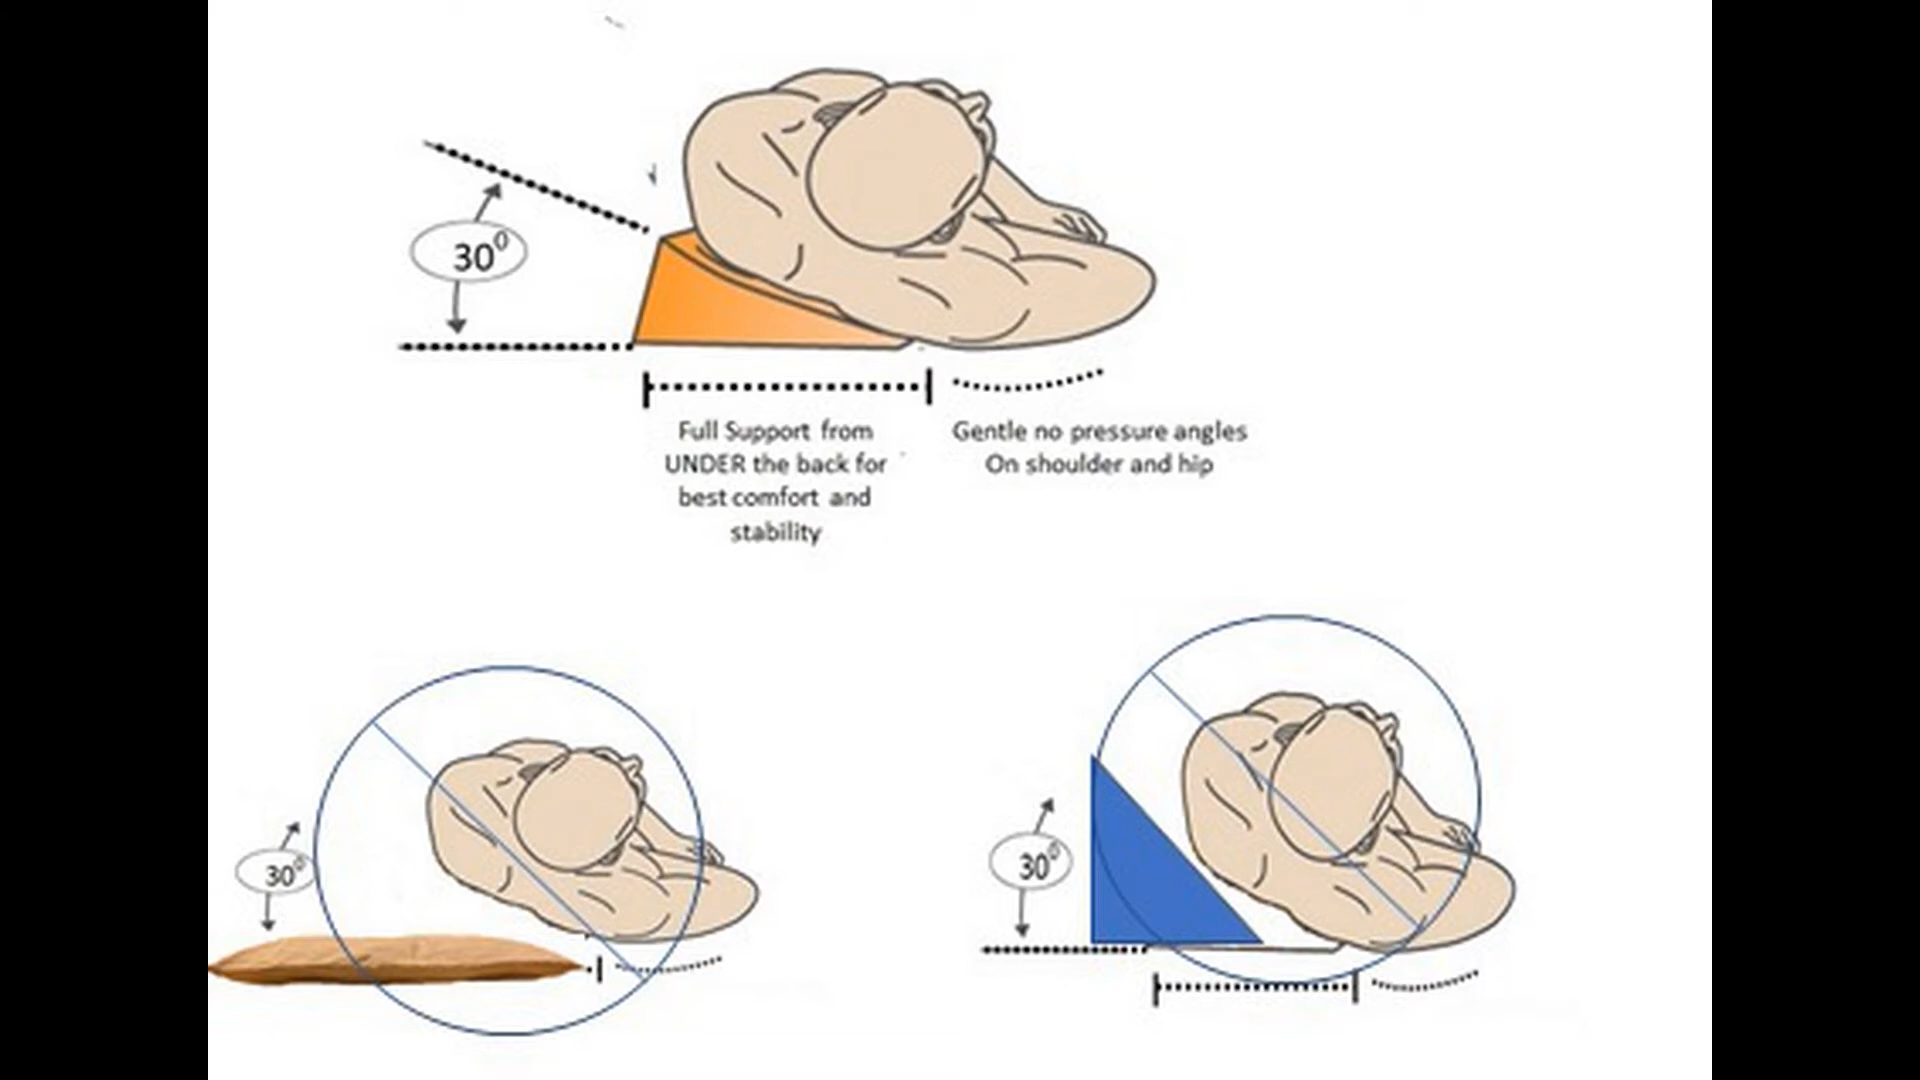 30⁰
Full Support from
UNDER the back for
best comfort and
stability
Gentle no pressure angles
On shoulder and hip
30⁰
30⁰